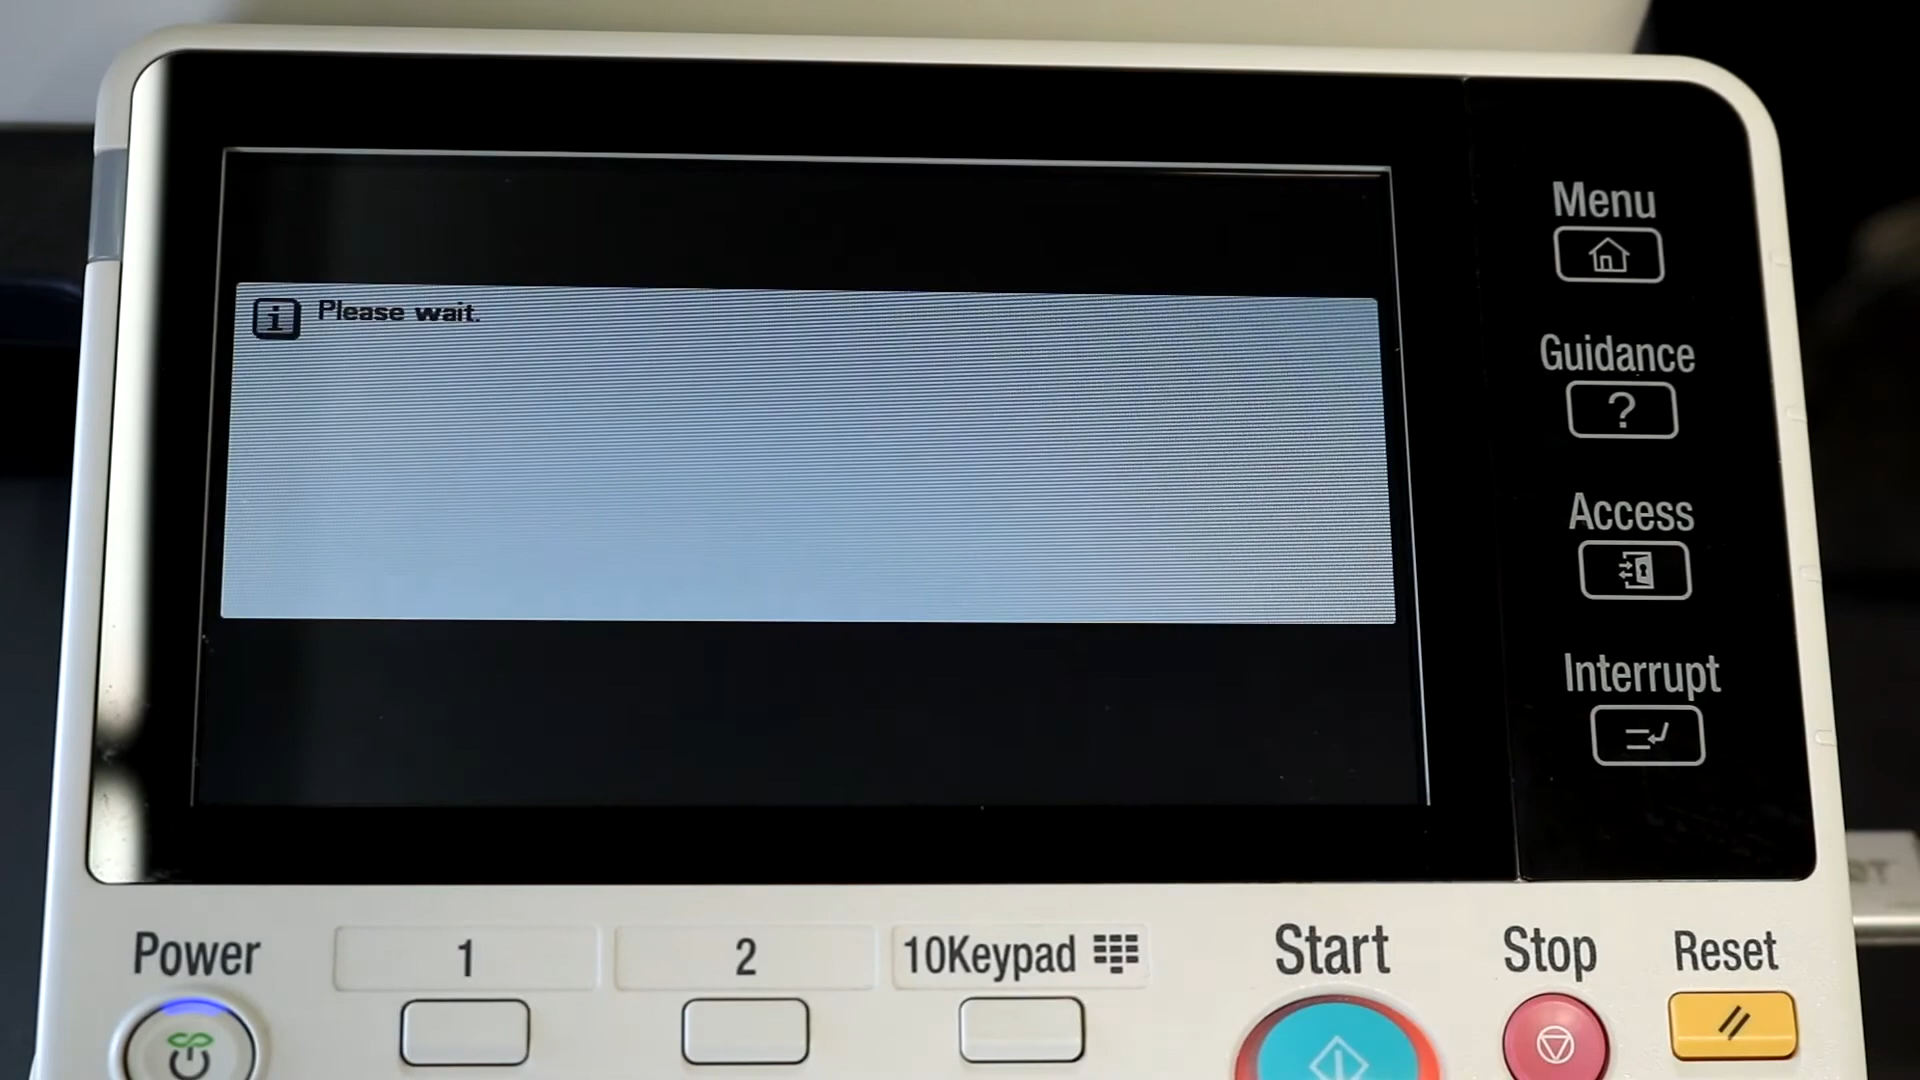 Please wait.
Menu
Guidance
?
Access
Interrupt
Power
1
2
10Keypad
Start
Stop
Reset